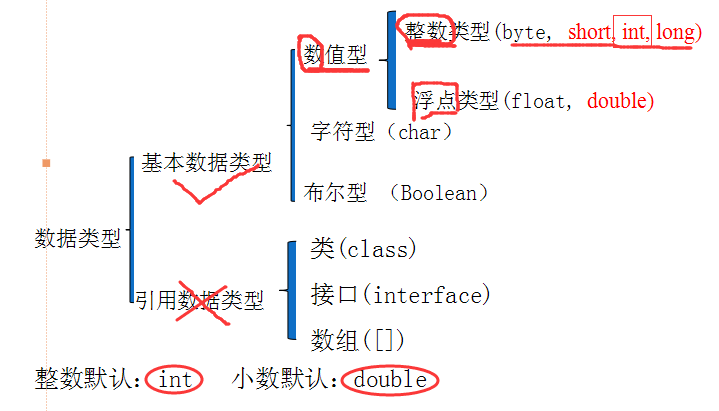 整数类型(byte, short, int, long)
数值型
浮点类型(float, double)
字符型（char）
基本数据类型
布尔型 （Boolean）
数据类型
类(class)
引用数据类型
接口(interface)
数组([])
整数默认: int 小数默认: double